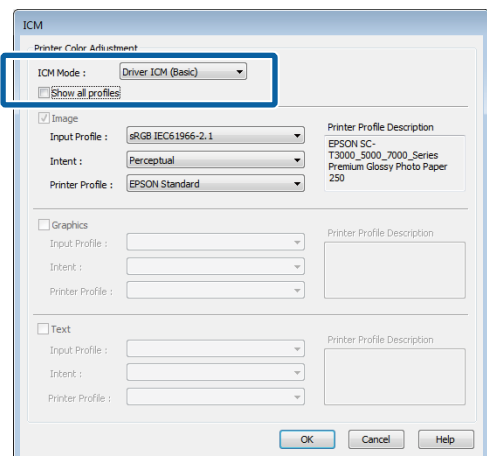 ICM
Printer Color Adjustment
ICM Mode : Driver ICM (Basic)
Show all profiles
Image
Input Profile : sRGB IEC61966-2.1
Intent : Perceptual
Printer Profile : EPSON Standard
Printer Profile Description
EPSON SC-
T3000_5000_7000_Series
Premium Glossy Photo Paper
250
Graphics
Input Profile :
Intent :
Printer Profile :
Printer Profile Description
Text
Input Profile :
Intent :
Printer Profile :
Printer Profile Description
OK Cancel Help